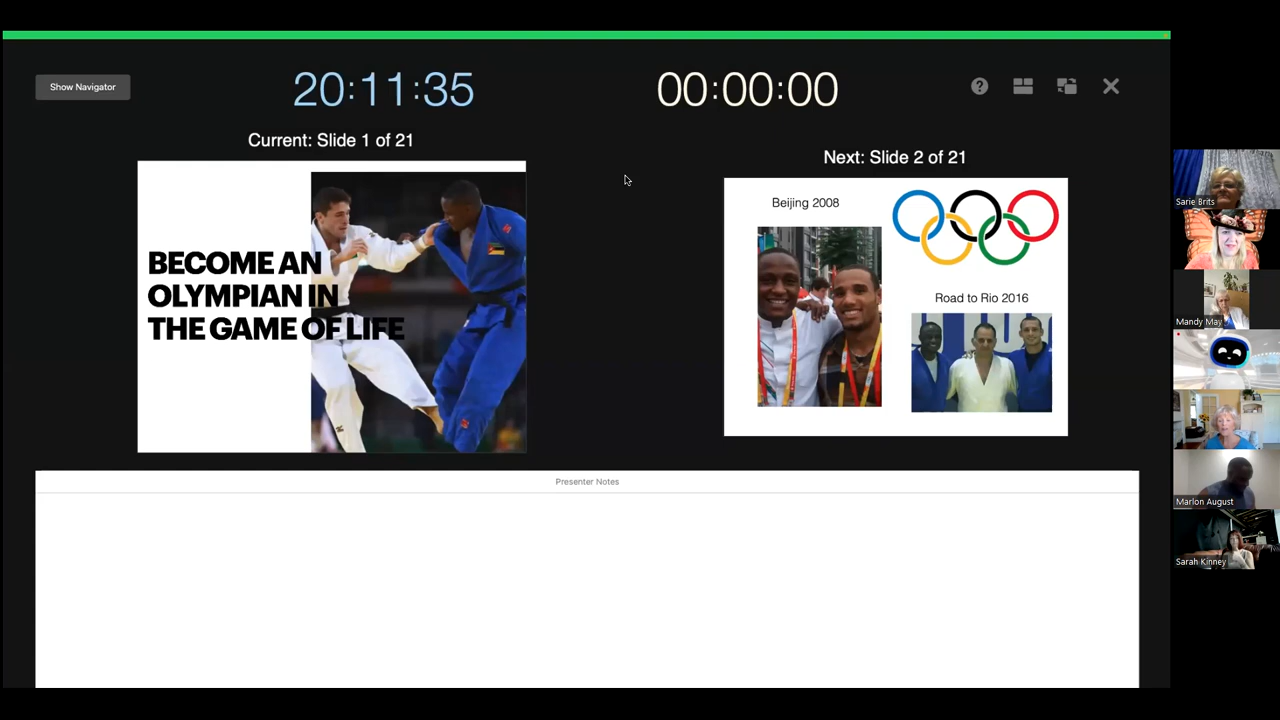 Show Navigator
20:11:35
00:00:00
Current: Slide 1 of 21
Next: Slide 2 of 21
BECOME AN
OLYMPIAN IN
THE GAME OF LIFE
Beijing 2008
Road to Rio 2016
Presenter Notes
Sarie Brits
Mandy May
Marlon August
Sarah Kinney